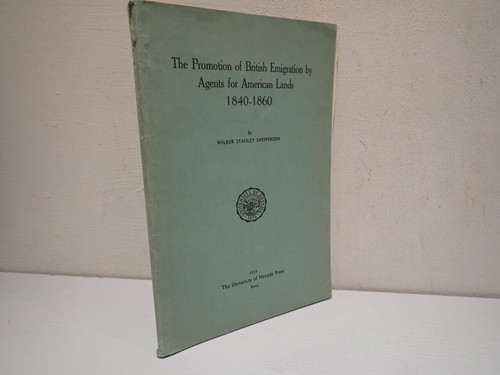 The Promotion of British Emigration by
Agents for American Lands
1840-1860
By
WILBUR STANLEY SHEPPERSON
1954
The University of Nevada Press
Reno